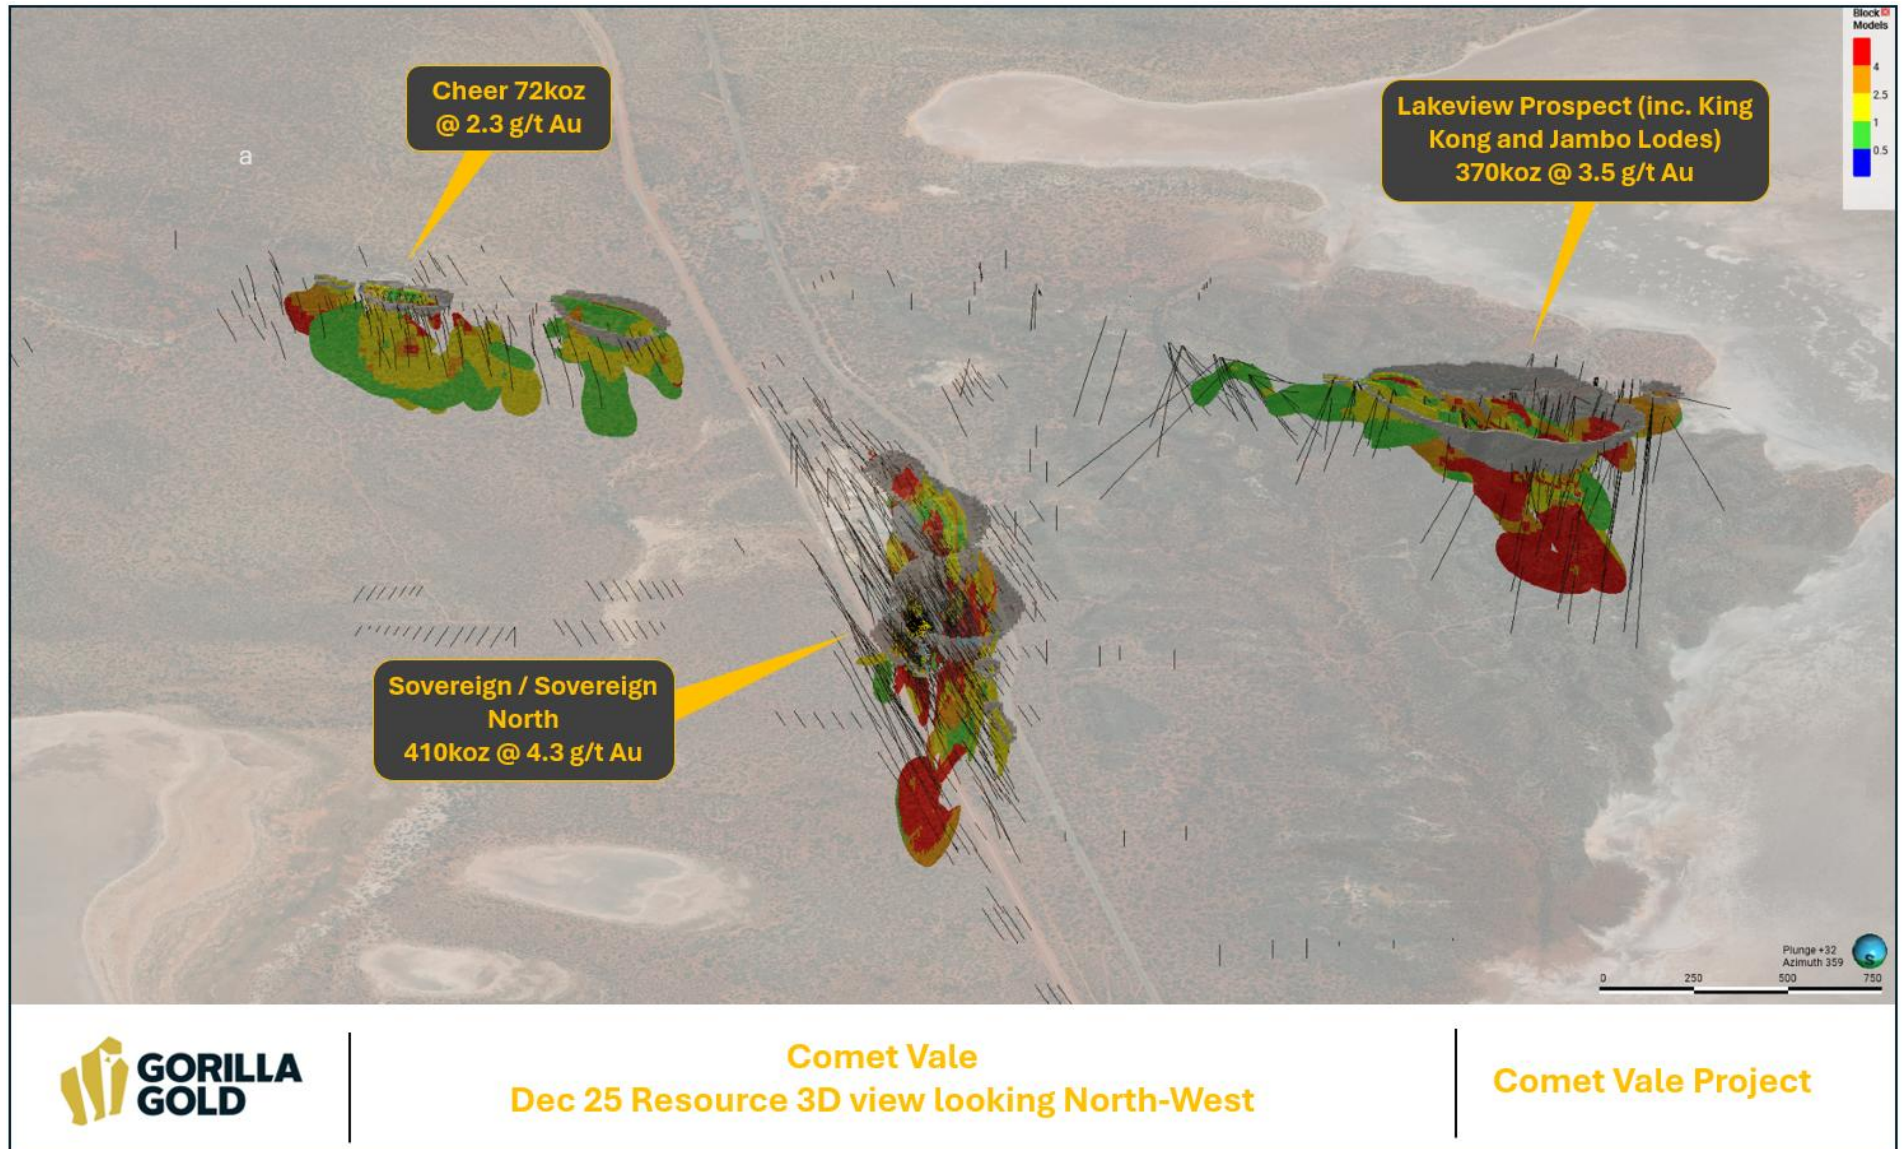 Block
Models
4
2.5
1
0.5
Cheer 72koz
@ 2.3 g/t Au
Lakeview Prospect (inc. King
Kong and Jambo Lodes)
370koz @ 3.5 g/t Au
a
Sovereign / Sovereign
North
410koz @ 4.3 g/t Au
Plunge +32
Azimuth 359
S
0 250 500 750
GORILLA
GOLD
Comet Vale
Dec 25 Resource 3D view looking North-West
Comet Vale Project